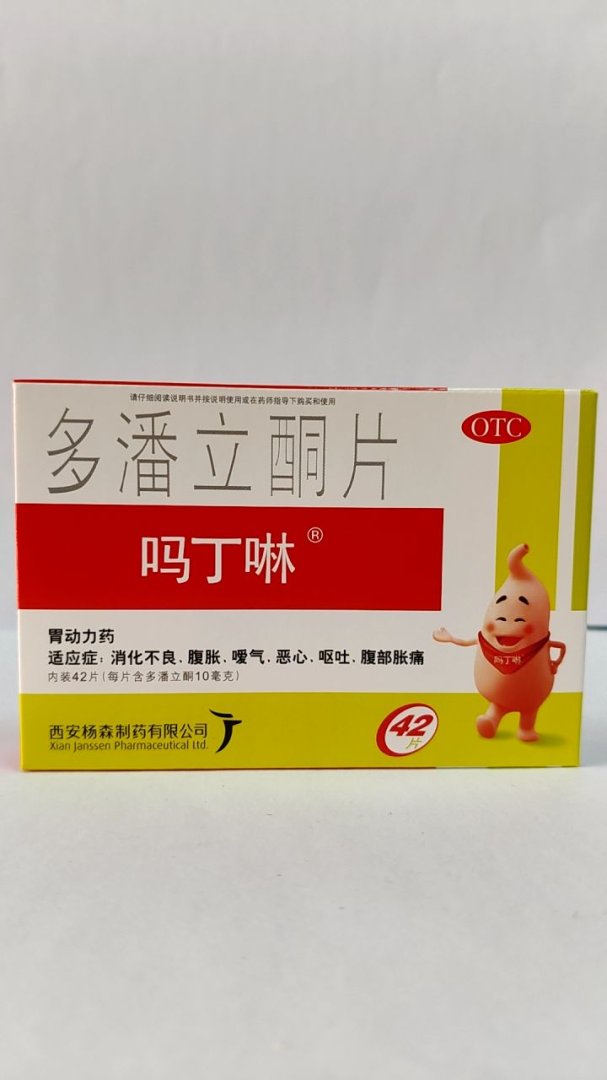 请仔细阅读说明书并按说明使用或在药师指导下购买和使用
多潘立酮片
OTC
吗丁啉®
胃动力药
适应症：消化不良、腹胀、嗳气、恶心、呕吐、腹部胀痛
内装42片（每片含多潘立酮10毫克）
吗丁啉
西安杨森制药有限公司
Xian Janssen Pharmaceutical Ltd.
42
片